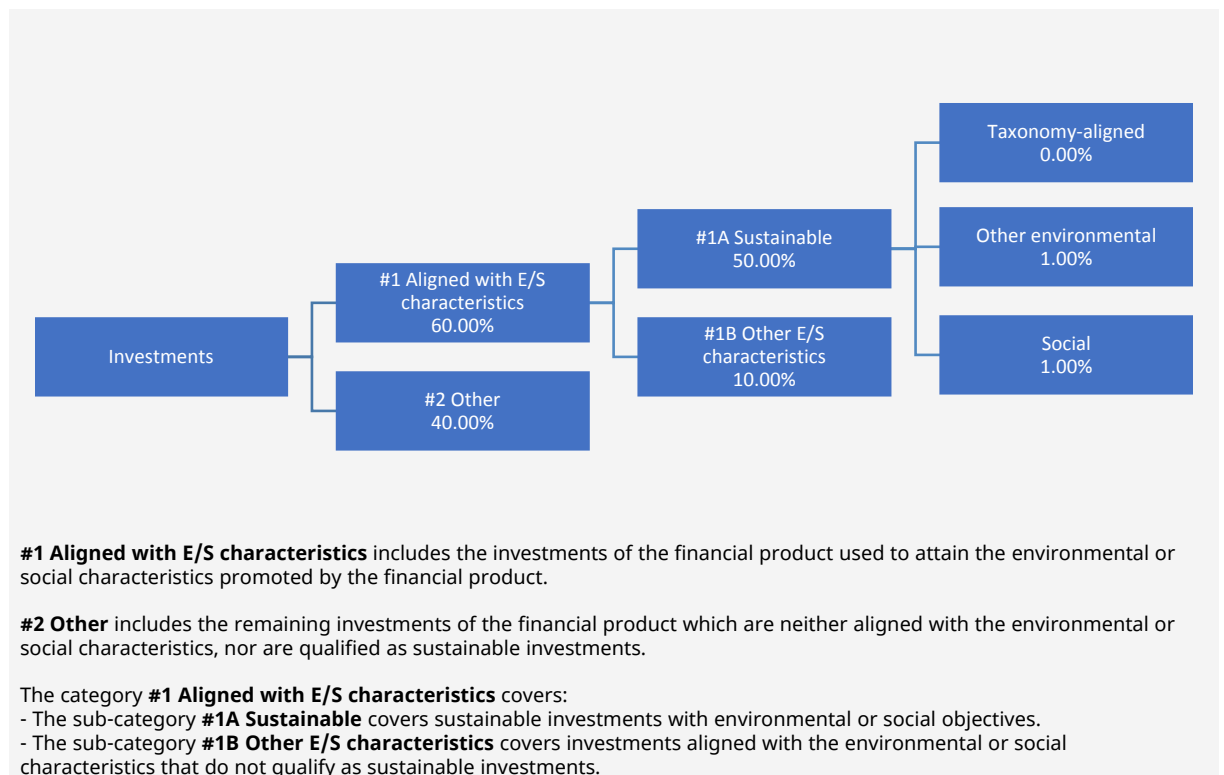 Investments
#1 Aligned with E/S
characteristics
60.00%
#2 Other
40.00%
#1A Sustainable
50.00%
#1B Other E/S
characteristics
10.00%
Taxonomy-aligned
0.00%
Other environmental
1.00%
Social
1.00%
#1 Aligned with E/S characteristics includes the investments of the financial product used to attain the environmental or
social characteristics promoted by the financial product.
#2 Other includes the remaining investments of the financial product which are neither aligned with the environmental or
social characteristics, nor are qualified as sustainable investments.
The category #1 Aligned with E/S characteristics covers:
- The sub-category #1A Sustainable covers sustainable investments with environmental or social objectives.
- The sub-category #1B Other E/S characteristics covers investments aligned with the environmental or social
characteristics that do not qualify as sustainable investments.